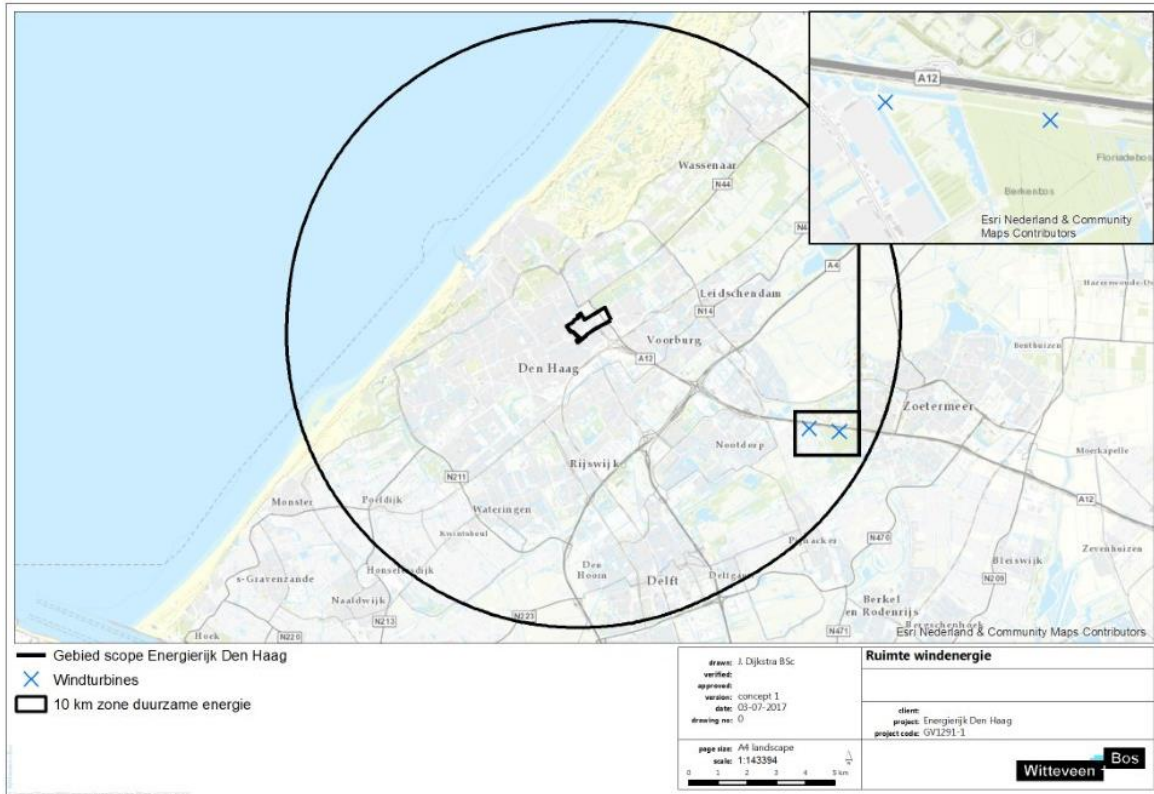 A12
Floriadebos
Berkenbos
Esri Nederland & Community
Maps Contributors
Wassenaar
N44
A4
Leidschendam
N14
Voorburg
A12
Den Haag
Zoetermeer
Nootdorp
Rijswijk
Moerkapelle
N211
Monster
Poeldijk
Wateringen
A12
Kwintsheul
N470
Zevenhuizen
Den
Hoorn
Bleiswijk
Honselersdijk
Delft
N209
's-Gravenzande
Naaldwijk
Berkel
en Rodenrijs
N223
N213
N220
N471
Hoek
Bergschenhoek
Esri Nederland & Community Maps Contributors
Gebied scope Energierijk Den Haag
Windturbines
10 km zone duurzame energie
drawn: J. Dijkstra BSc
verified:
approved:
version: concept 1
date: 03-07-2017
drawing no: 0
page size: A4 landscape
scale: 1:143394
0 1 2 3 4 5 km
Ruimte windenergie
client:
project: Energierijk Den Haag
project code: GV1291-1
Witteveen + Bos